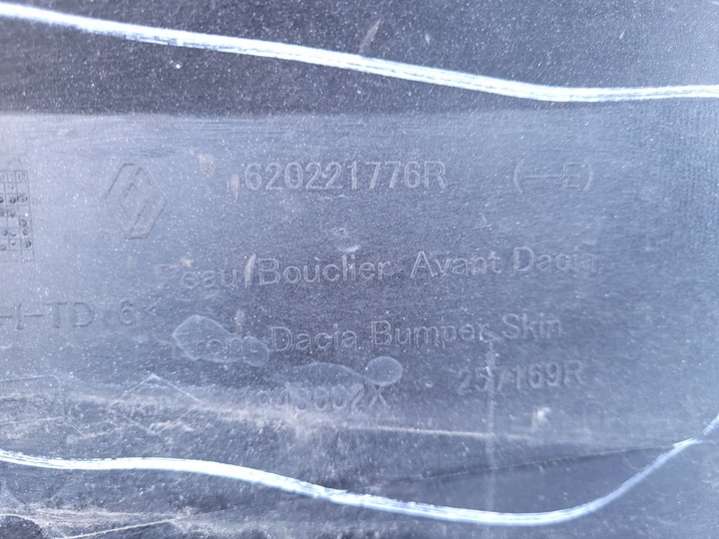 620221776R (—E)
Peau Bouclier Avant Dacia
Dacia Bumper Skin
257169R